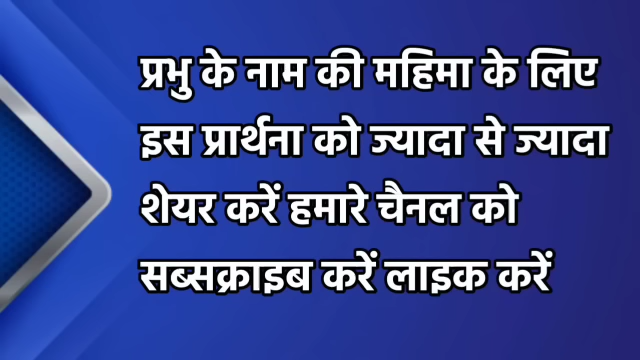 प्रभु के नाम की महिमा के लिए
इस प्रार्थना को ज्यादा से ज्यादा
शेयर करें हमारे चैनल को
सब्सक्राइब करें लाइक करें